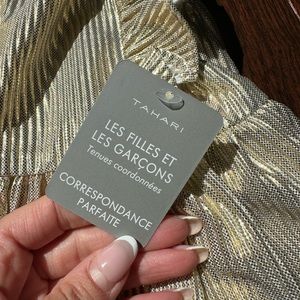 TAHARI
LES FILLES ET
LES GARÇONS
Tenues coordonnées
CORRESPONDANCE
PARFAITE